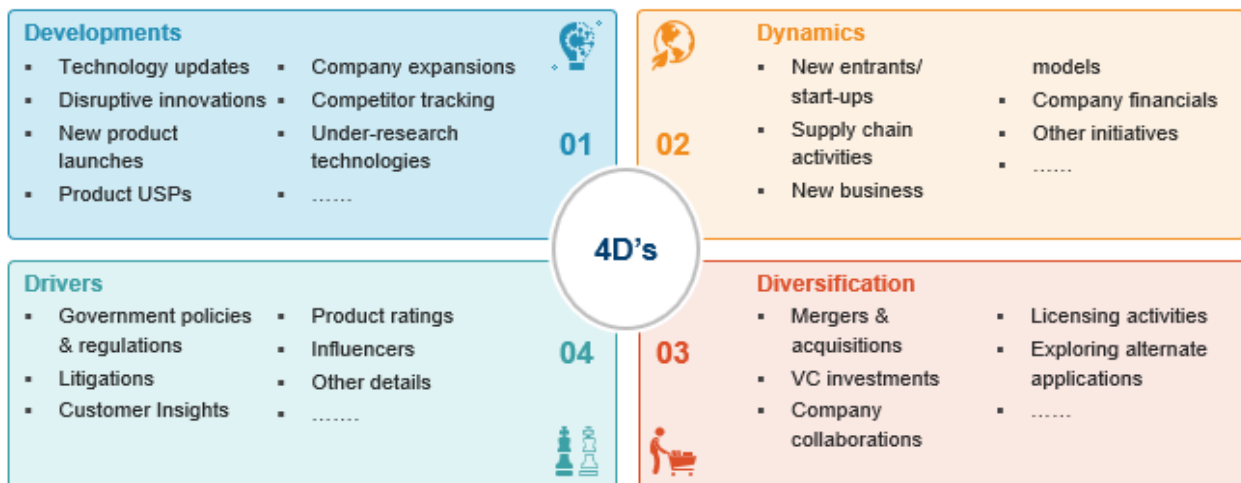 Developments
Technology updates
Disruptive innovations
New product
launches
Product USPs
Company expansions
Competitor tracking
Under-research
technologies
......
01
Dynamics
New entrants/
start-ups
Supply chain
activities
New business
models
Company financials
Other initiatives
......
02
4D's
Drivers
Government policies
& regulations
Litigations
Customer Insights
Product ratings
Influencers
Other details
.......
04
Diversification
Mergers &
acquisitions
VC investments
Company
collaborations
Licensing activities
Exploring alternate
applications
......
03